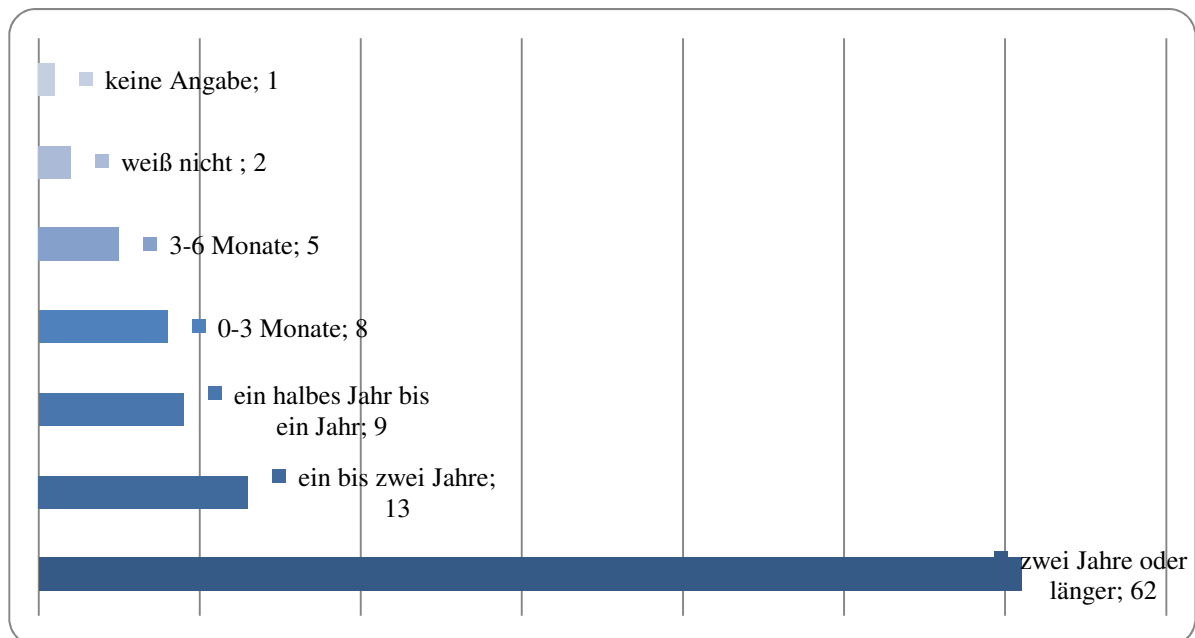 keine Angabe; 1
weiß nicht ; 2
3-6 Monate; 5
0-3 Monate; 8
ein halbes Jahr bis
ein Jahr; 9
ein bis zwei Jahre;
13
zwei Jahre oder
länger; 62